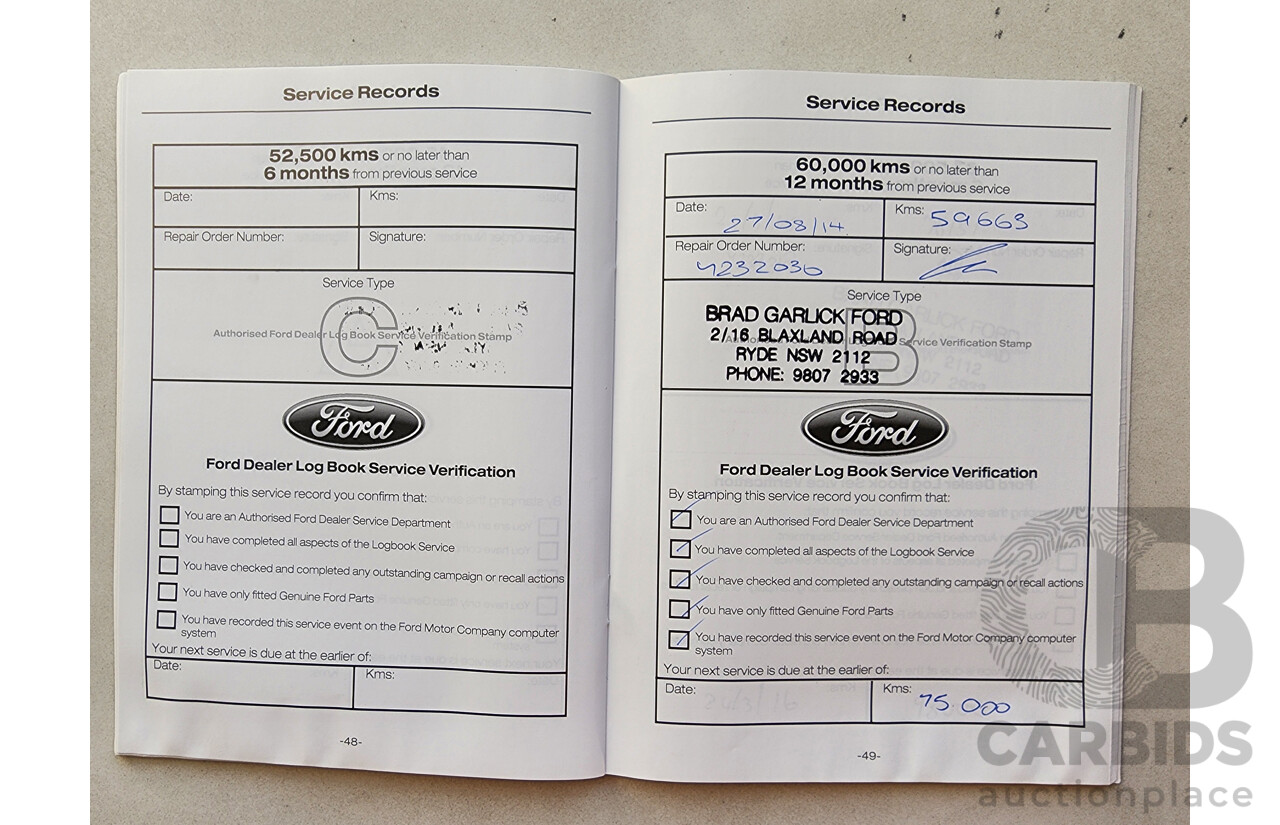 Service Records
52,500 kms or no later than
6 months from previous service
Date:
Kms:
Repair Order Number:
Signature:
Service Type
C
Authorised Ford Dealer Log Book Service Verification Stamp
Ford
Ford Dealer Log Book Service Verification
By stamping this service record you confirm that:
You are an Authorised Ford Dealer Service Department
You have completed all aspects of the Logbook Service
You have checked and completed any outstanding campaign or recall actions
You have only fitted Genuine Ford Parts
You have recorded this service event on the Ford Motor Company computer
system
Your next service is due at the earlier of:
Date:
Kms:
-48-
Service Records
60,000 kms or no later than
12 months from previous service
Date: 27/08/14
Kms: 59663
Repair Order Number:
Signature:
4232030
Service Type
BRAD GARLICK FORD
2/16 BLAXLAND ROAD
Service Verification Stamp
B
RYDE NSW 2112
PHONE: 9807 2933
Ford
Ford Dealer Log Book Service Verification
By stamping this service record you confirm that:
You are an Authorised Ford Dealer Service Department
You have completed all aspects of the Logbook Service
You have checked and completed any outstanding campaign or recall actions
You have only fitted Genuine Ford Parts
You have recorded this service event on the Ford Motor Company computer
system
Your next service is due at the earlier of:
Date:
Kms: 75.000
-49-
CB
CARBIDS
auctionplace